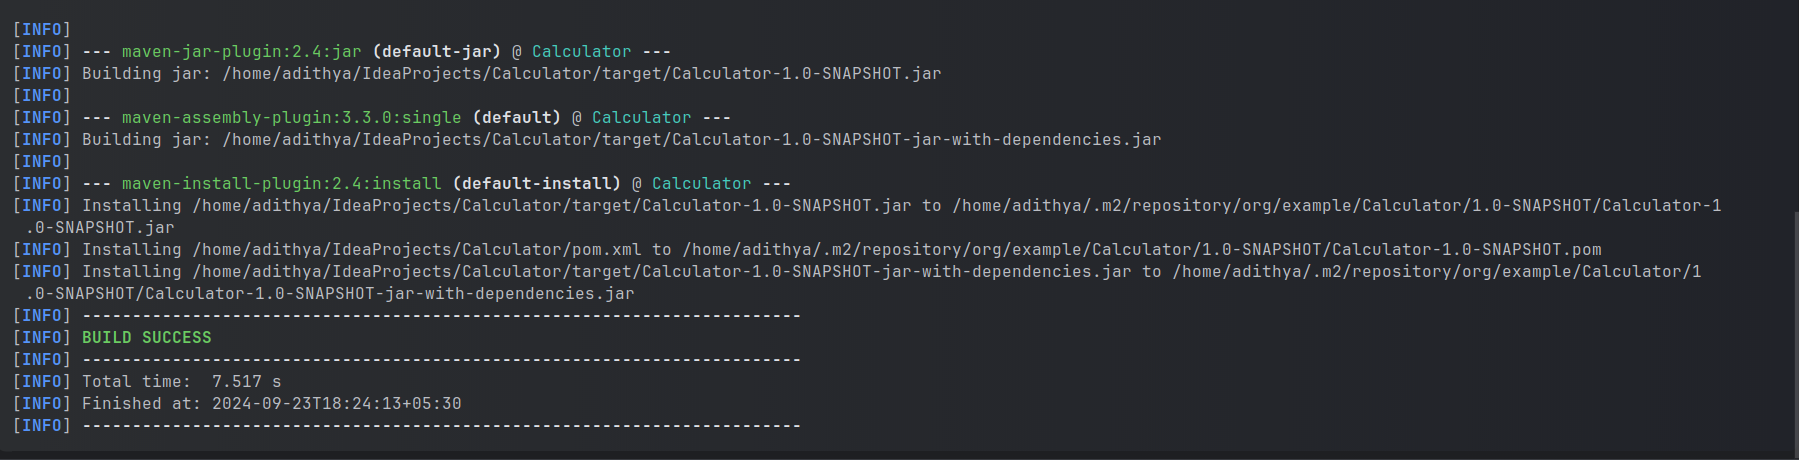 [INFO]
[INFO] --- maven-jar-plugin:2.4:jar (default-jar) @ Calculator ---
[INFO] Building jar: /home/adithya/IdeaProjects/Calculator/target/Calculator-1.0-SNAPSHOT.jar
[INFO]
[INFO] --- maven-assembly-plugin:3.3.0:single (default) @ Calculator ---
[INFO] Building jar: /home/adithya/IdeaProjects/Calculator/target/Calculator-1.0-SNAPSHOT-jar-with-dependencies.jar
[INFO]
[INFO] --- maven-install-plugin:2.4:install (default-install) @ Calculator ---
[INFO] Installing /home/adithya/IdeaProjects/Calculator/target/Calculator-1.0-SNAPSHOT.jar to /home/adithya/.m2/repository/org/example/Calculator/1.0-SNAPSHOT/Calculator-1
.0-SNAPSHOT.jar
[INFO] Installing /home/adithya/IdeaProjects/Calculator/pom.xml to /home/adithya/.m2/repository/org/example/Calculator/1.0-SNAPSHOT/Calculator-1.0-SNAPSHOT.pom
[INFO] Installing /home/adithya/IdeaProjects/Calculator/target/Calculator-1.0-SNAPSHOT-jar-with-dependencies.jar to /home/adithya/.m2/repository/org/example/Calculator/1
.0-SNAPSHOT/Calculator-1.0-SNAPSHOT-jar-with-dependencies.jar
[INFO] ------------------------------------------------------------------------
[INFO] BUILD SUCCESS
[INFO] ------------------------------------------------------------------------
[INFO] Total time:  7.517 s
[INFO] Finished at: 2024-09-23T18:24:13+05:30
[INFO] ------------------------------------------------------------------------